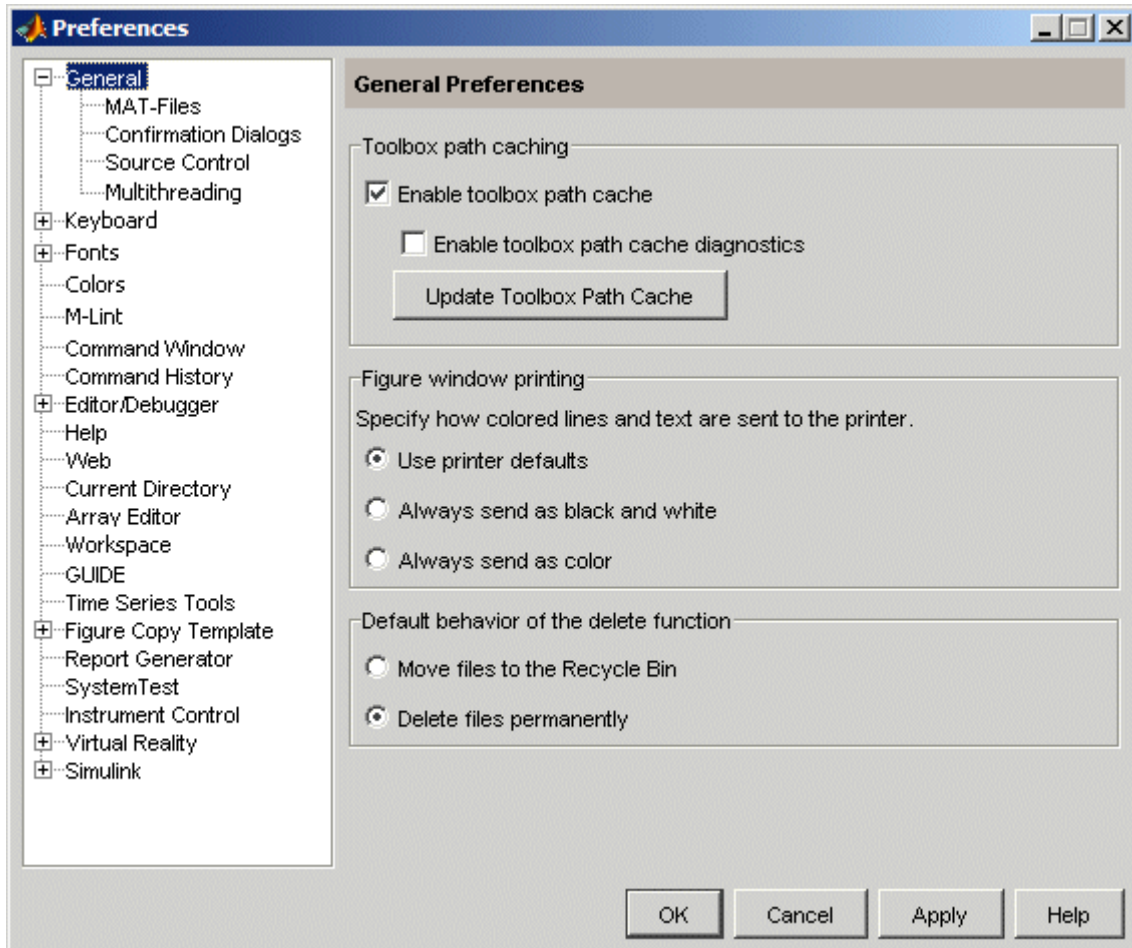 Preferences
General
MAT-Files
Confirmation Dialogs
Source Control
Multithreading
Keyboard
Fonts
Colors
M-Lint
Command Window
Command History
Editor/Debugger
Help
Web
Current Directory
Array Editor
Workspace
GUIDE
Time Series Tools
Figure Copy Template
Report Generator
SystemTest
Instrument Control
Virtual Reality
Simulink
General Preferences
Toolbox path caching
Enable toolbox path cache
Enable toolbox path cache diagnostics
Update Toolbox Path Cache
Figure window printing
Specify how colored lines and text are sent to the printer.
Use printer defaults
Always send as black and white
Always send as color
Default behavior of the delete function
Move files to the Recycle Bin
Delete files permanently
OK Cancel Apply Help